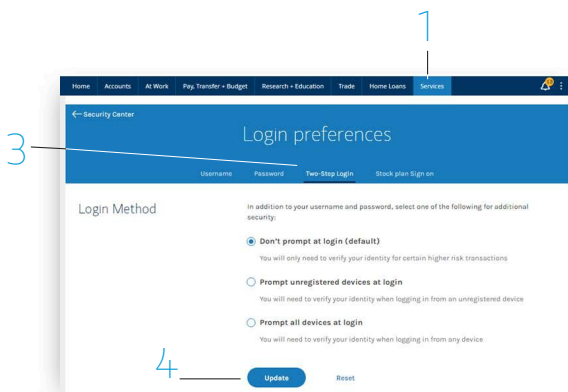 1
Home Accounts At Work Pay, Transfer + Budget Research + Education Trade Home Loans Services
Security Center
Login preferences
3
Username Password Two-Step Login Stock plan Sign on
Login Method
In addition to your username and password, select one of the following for additional
security:
Don't prompt at login (default)
You will only need to verify your identity for certain higher risk transactions
Prompt unregistered devices at login
You will need to verify your identity when logging in from an unregistered device
Prompt all devices at login
You will need to verify your identity when logging in from any device
4
Update Reset